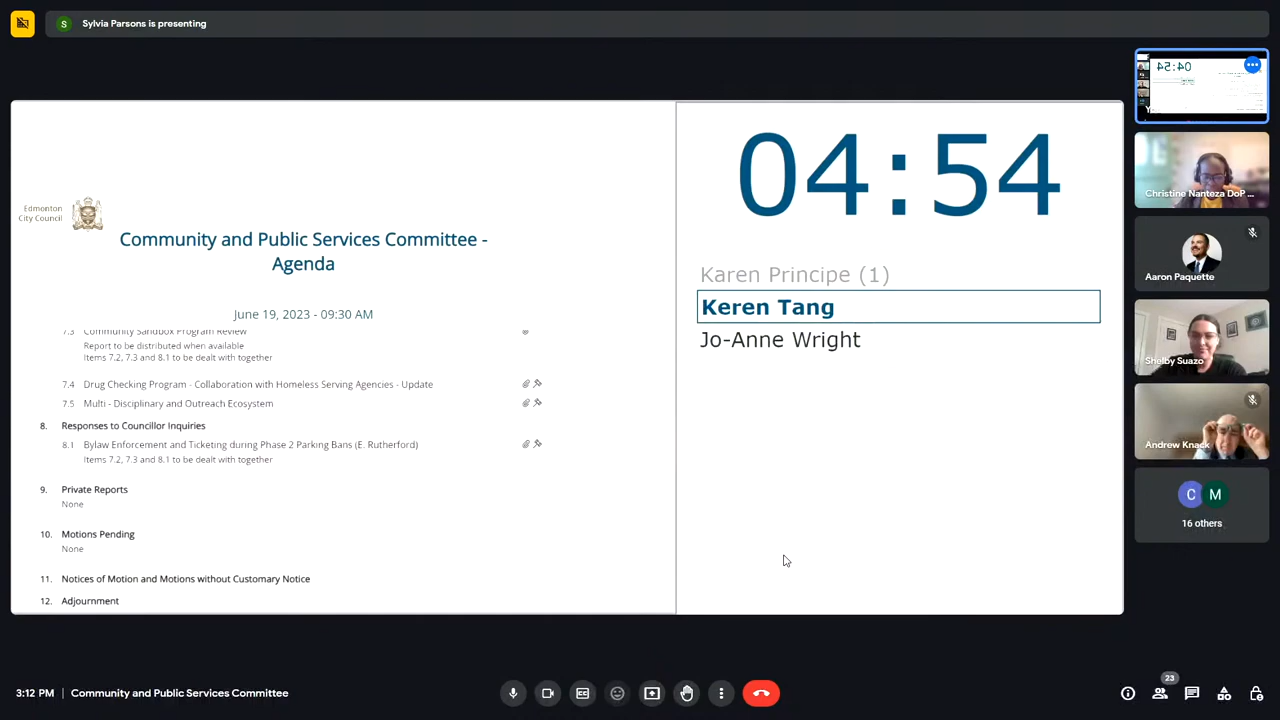 Sylvia Parsons is presenting
Edmonton
City Council
Community and Public Services Committee -
Agenda
June 19, 2023 - 09:30 AM
7.3 Community Sandbox Program Review
Report to be distributed when available
Items 7.2, 7.3 and 8.1 to be dealt with together
7.4 Drug Checking Program - Collaboration with Homeless Serving Agencies - Update
7.5 Multi - Disciplinary and Outreach Ecosystem
8. Responses to Councillor Inquiries
8.1 Bylaw Enforcement and Ticketing during Phase 2 Parking Bans (E. Rutherford)
Items 7.2, 7.3 and 8.1 to be dealt with together
9. Private Reports
None
10. Motions Pending
None
11. Notices of Motion and Motions without Customary Notice
12. Adjournment
04:54
Karen Principe (1)
Keren Tang
Jo-Anne Wright
04:54
Christine Nanteza DoP ...
Aaron Paquette
Shelby Suazo
Andrew Knack
C M
16 others
3:12 PM | Community and Public Services Committee
23